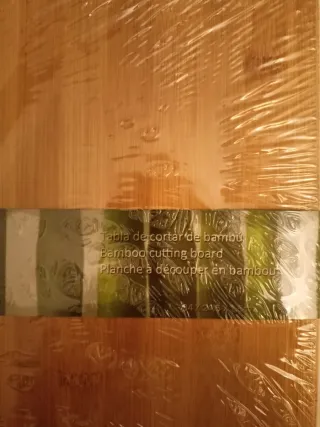 Tabla de cortar de bambú
Bamboo cutting board
Planche à découper en bambou